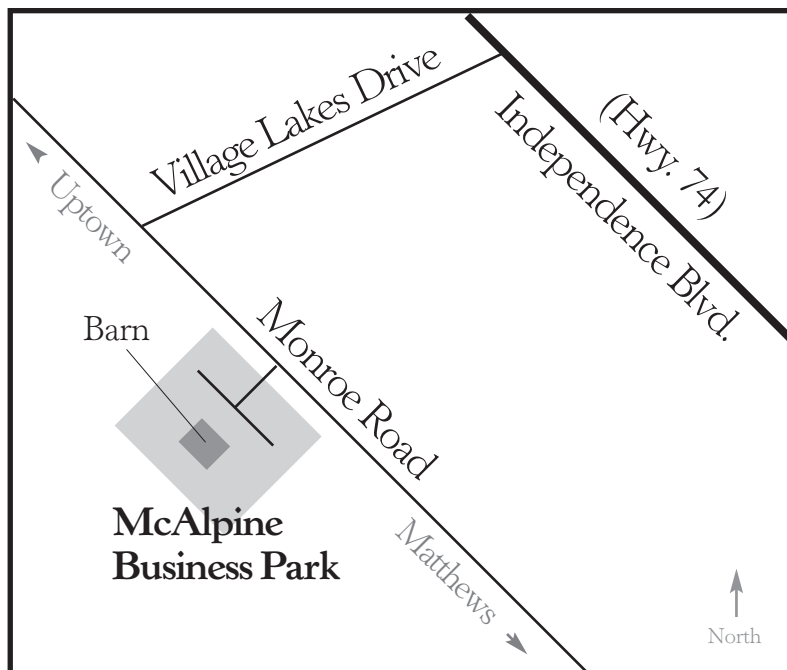 Village Lakes Drive
(Hwy. 74)
Independence Blvd.
Uptown
Monroe Road
Barn
McAlpine
Business Park
Matthews
North